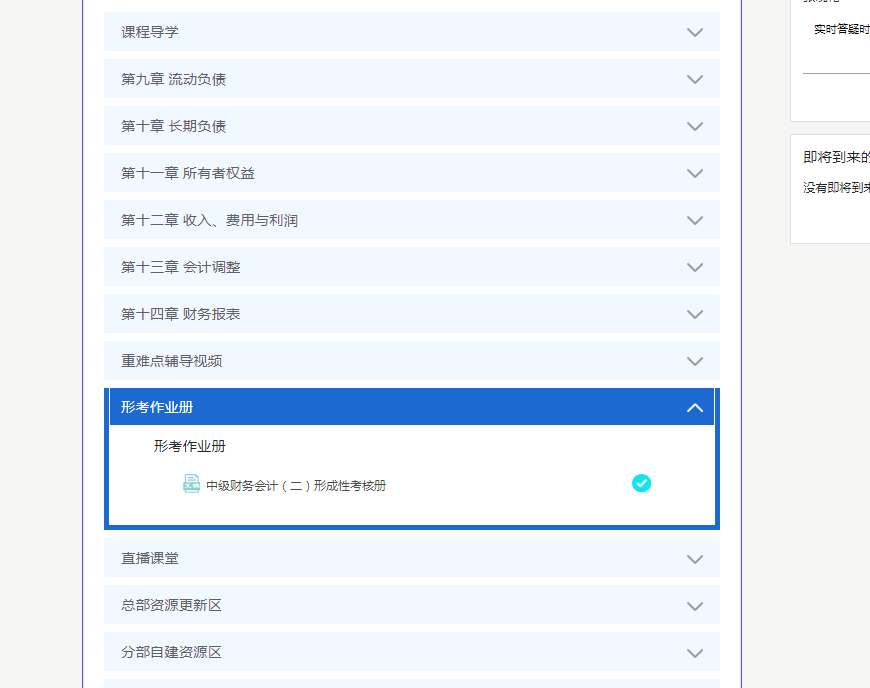 课程导学
第九章 流动负债
第十章 长期负债
第十一章 所有者权益
第十二章 收入、费用与利润
第十三章 会计调整
第十四章 财务报表
重难点辅导视频
形考作业册
形考作业册
中级财务会计（二）形成性考核册
直播课堂
总部资源更新区
分部自建资源区
实时答疑时
即将到来的
没有即将到来